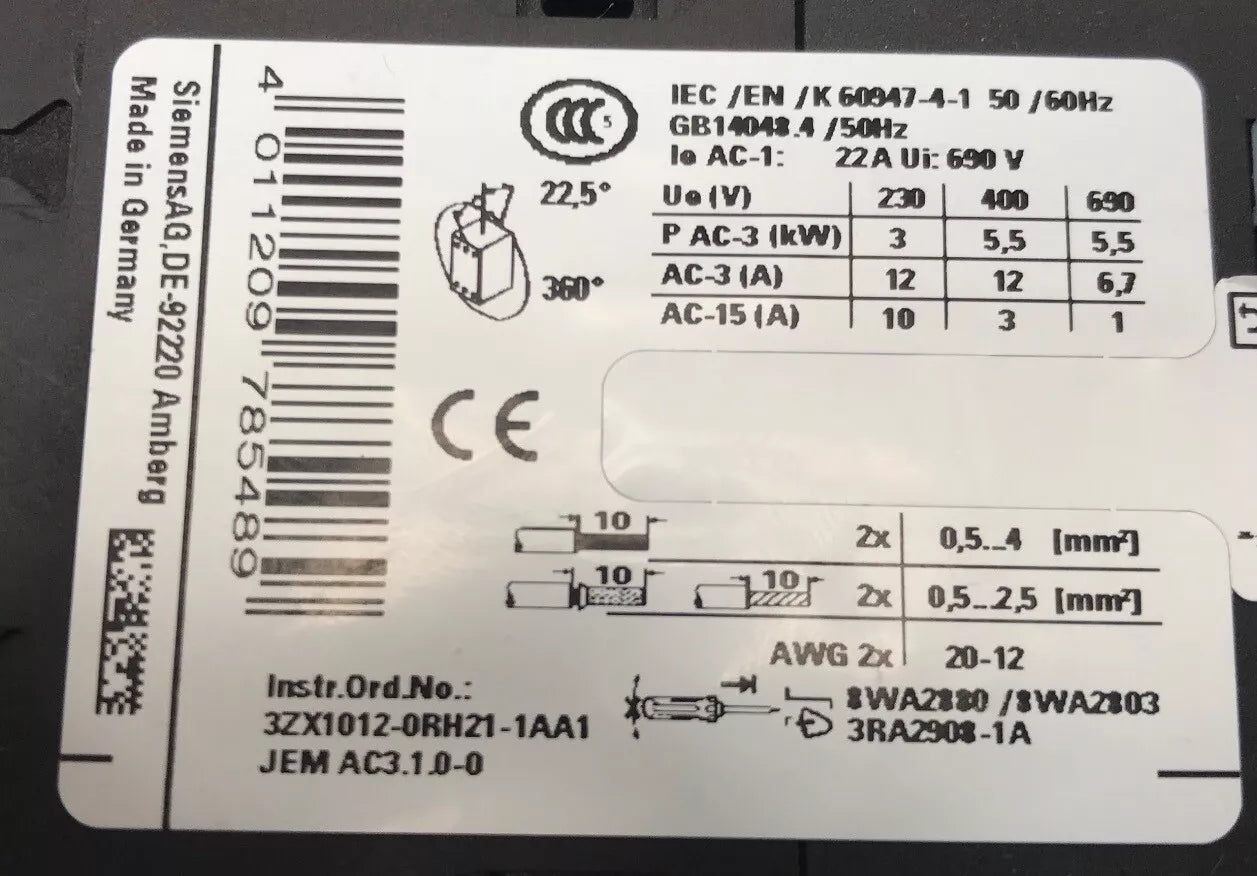 SiemensAG,DE-92220 Amberg
Made in Germany
4 011209 785489
CCC S
IEC /EN /K 60947-4-1 50 /60Hz
GB14048.4 /50Hz
Ie AC-1: 22A Ui: 690 V
Ue (V) 230 400 690
P AC-3 (kW) 3 5,5 5,5
AC-3 (A) 12 12 6,7
AC-15 (A) 10 3 1
22,5°
360°
CE
10 2x 0,5...4 [mm²]
10 10 2x 0,5...2,5 [mm²]
AWG 2x 20-12
Instr.Ord.No.:
3ZX1012-0RH21-1AA1
JEM AC3.1.0-0
8WA2880 /8WA2803
3RA2908-1A